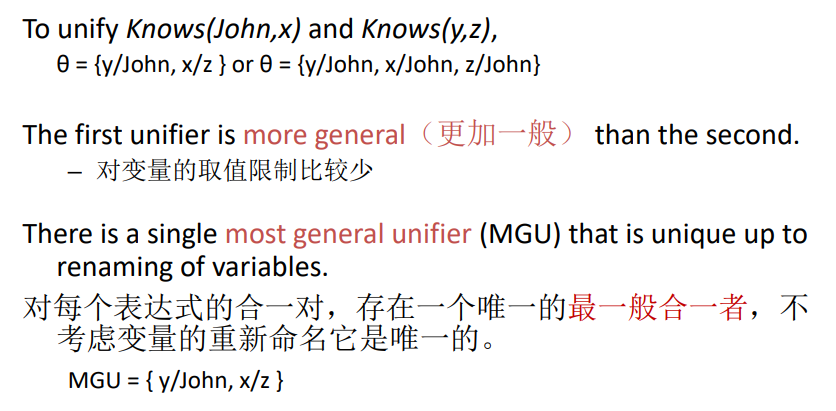 To unify Knows(John,x) and Knows(y,z),
θ = {y/John, x/z } or θ = {y/John, x/John, z/John}
The first unifier is more general（更加一般） than the second.
– 对变量的取值限制比较少
There is a single most general unifier (MGU) that is unique up to
renaming of variables.
对每个表达式的合一对，存在一个唯一的最一般合一者，不
考虑变量的重新命名它是唯一的。
MGU = { y/John, x/z }